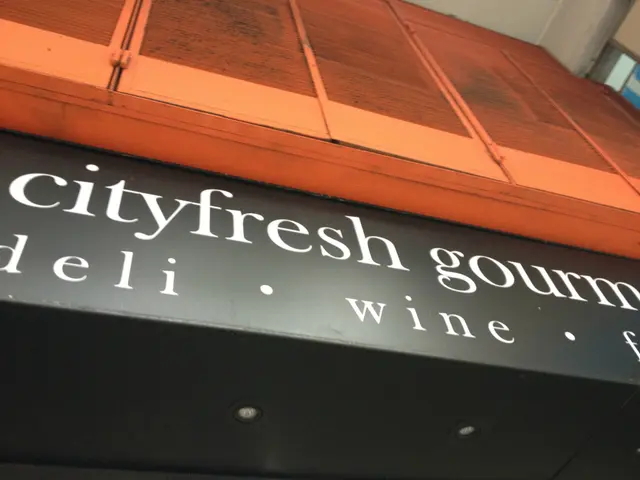 cityfresh gourm
deli • wine • f